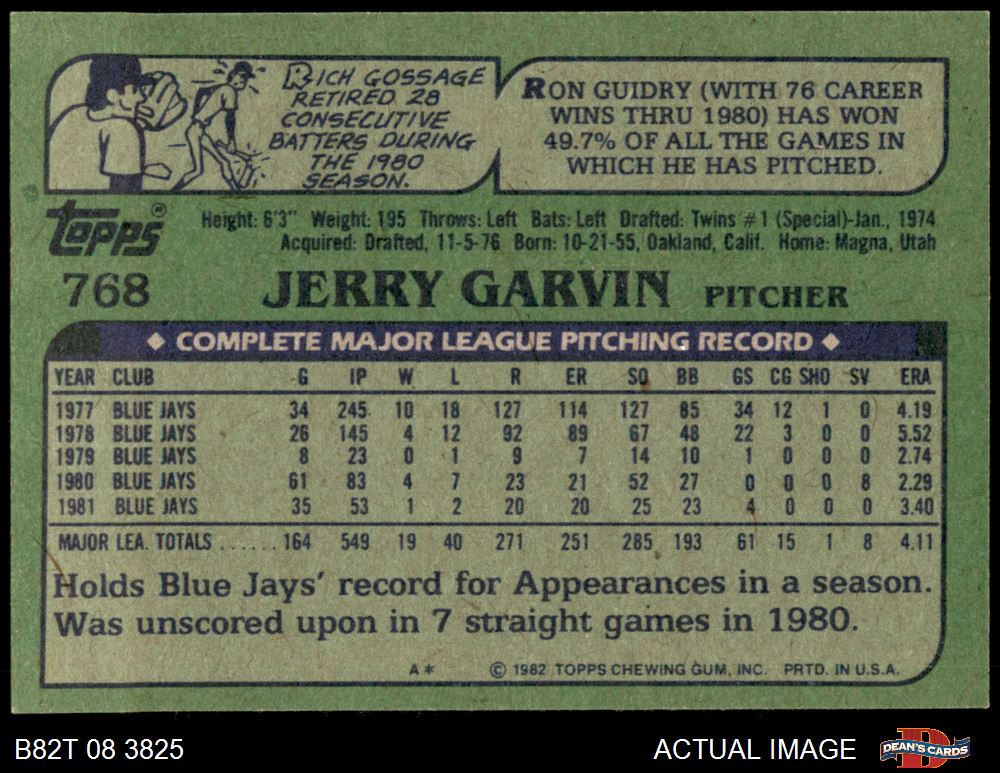 RICH GOSSAGE
RETIRED 28
CONSECUTIVE
BATTERS DURING
THE 1980
SEASON.
RON GUIDRY (WITH 76 CAREER
WINS THRU 1980) HAS WON
49.7% OF ALL THE GAMES IN
WHICH HE HAS PITCHED.
TOPPS®
Height: 6'3" Weight: 195 Throws: Left Bats: Left Drafted: Twins #1 (Special)-Jan., 1974
Acquired: Drafted, 11-5-76 Born: 10-21-55, Oakland, Calif. Home: Magna, Utah
768 JERRY GARVIN PITCHER
◆ COMPLETE MAJOR LEAGUE PITCHING RECORD ◆
YEAR CLUB G IP W L R ER SO BB GS CG SHO SV ERA
1977 BLUE JAYS 34 245 10 18 127 114 127 85 34 12 1 0 4.19
1978 BLUE JAYS 26 145 4 12 92 89 67 48 22 3 0 0 5.52
1979 BLUE JAYS 8 23 0 1 9 7 14 10 1 0 0 0 2.74
1980 BLUE JAYS 61 83 4 7 23 21 52 27 0 0 0 8 2.29
1981 BLUE JAYS 35 53 1 2 20 20 25 23 4 0 0 0 3.40
MAJOR LEA. TOTALS ...... 164 549 19 40 271 251 285 193 61 15 1 8 4.11
Holds Blue Jays' record for Appearances in a season.
Was unscored upon in 7 straight games in 1980.
A* © 1982 TOPPS CHEWING GUM, INC. PRTD. IN U.S.A.
B82T 08 3825 ACTUAL IMAGE DEAN'S CARDS